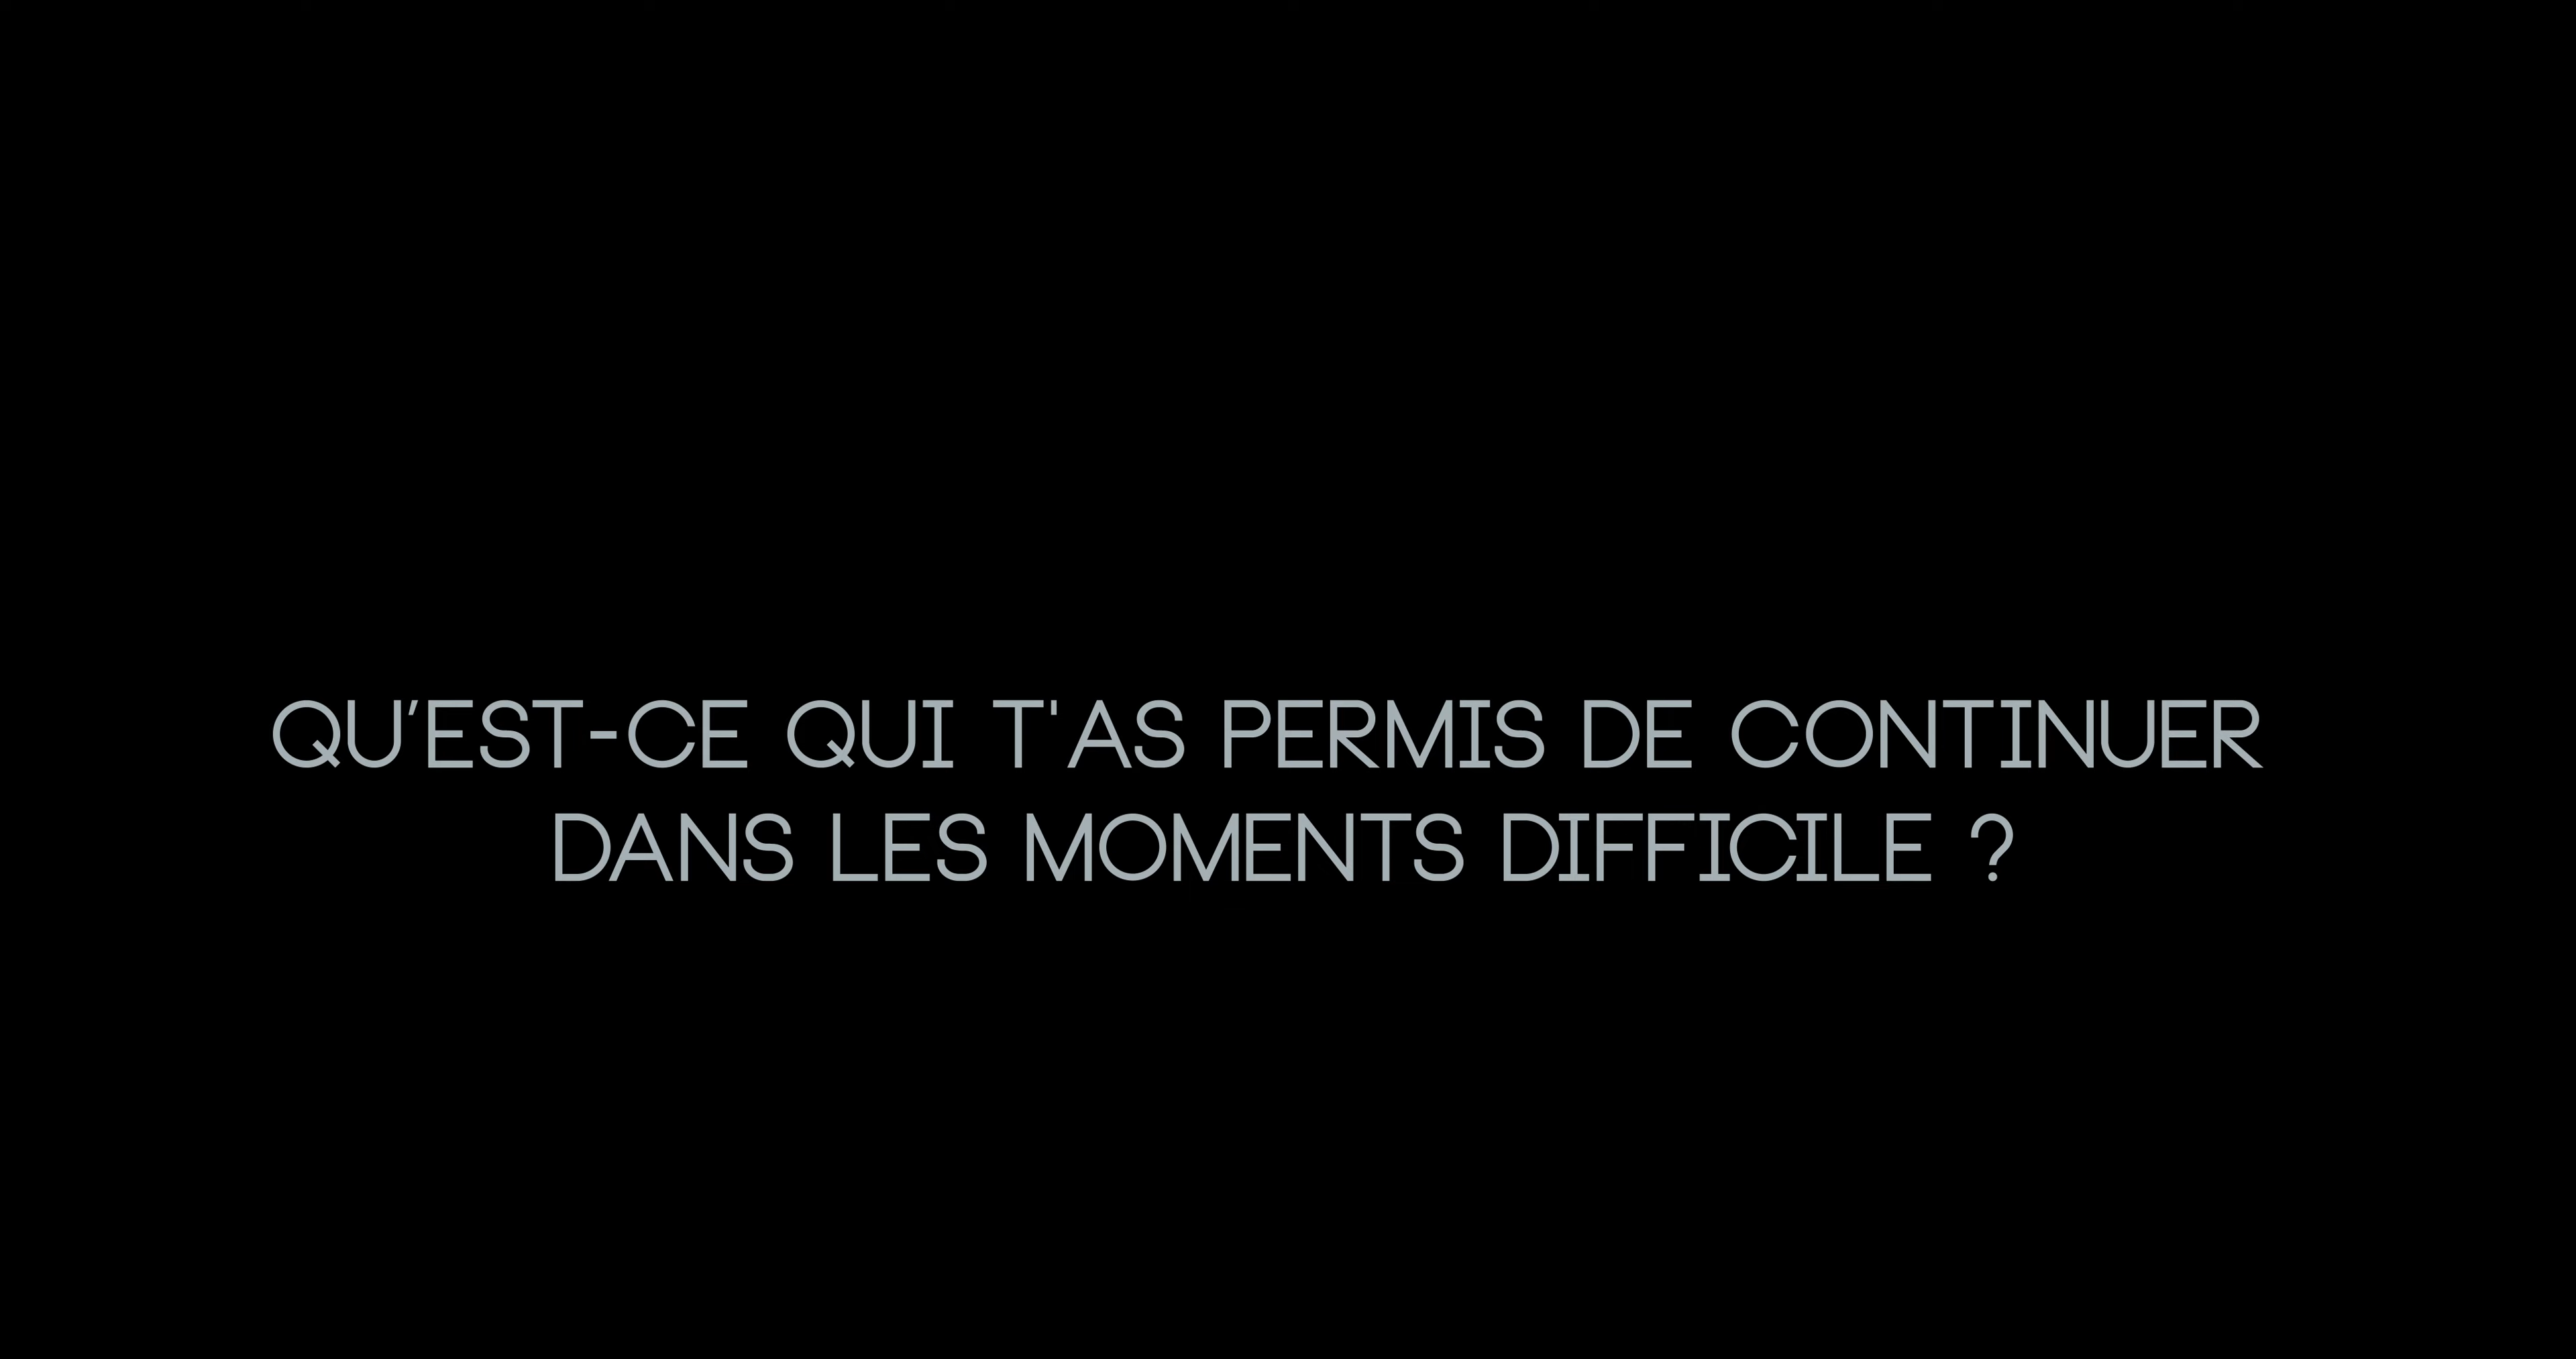 QU’EST-CE QUI T'AS PERMIS DE CONTINUER
DANS LES MOMENTS DIFFICILE ?